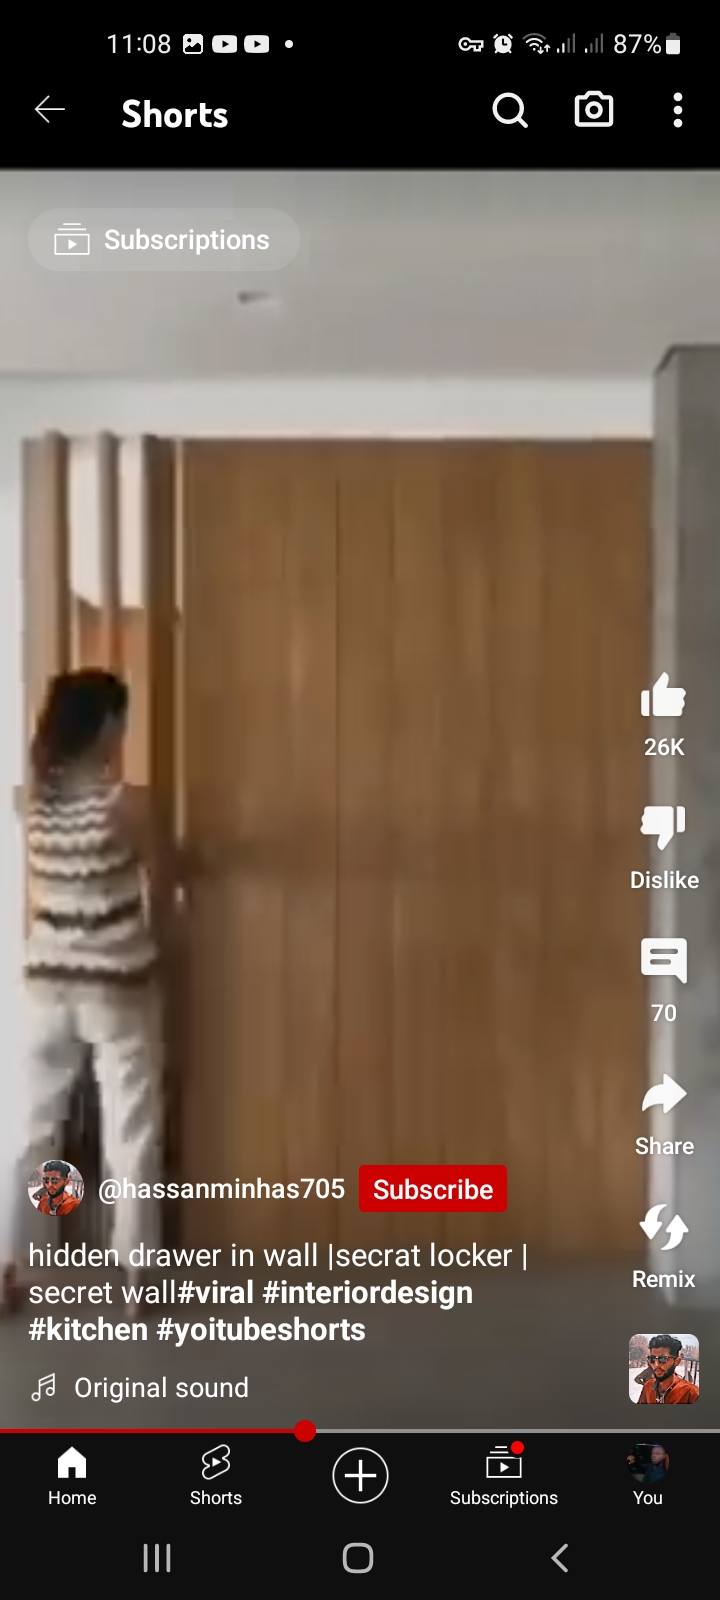 11:08
87%
Shorts
Subscriptions
26K
Dislike
70
Share
Remix
@hassanminhas705
Subscribe
hidden drawer in wall |secrat locker |
secret wall#viral #interiordesign
#kitchen #yoitubeshorts
Original sound
Home
Shorts
Subscriptions
You